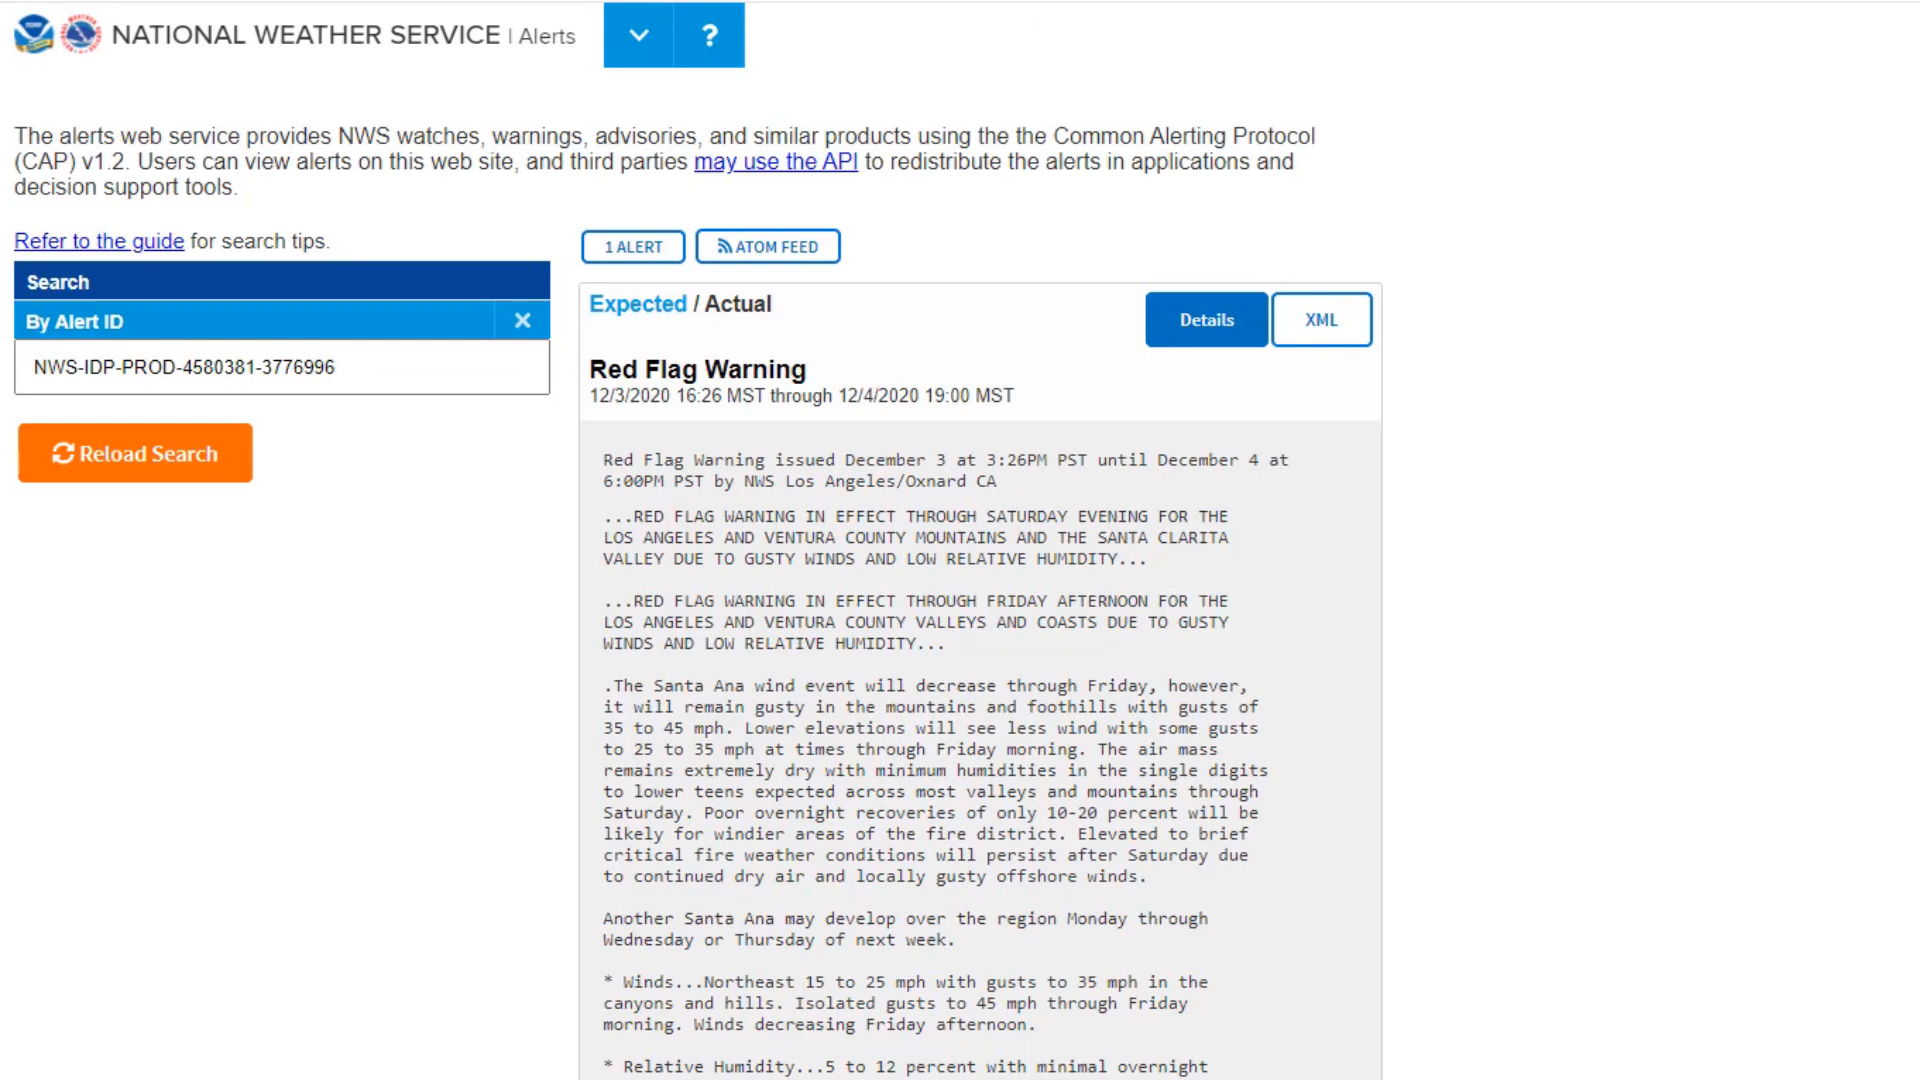 NATIONAL WEATHER SERVICE | Alerts
?
The alerts web service provides NWS watches, warnings, advisories, and similar products using the the Common Alerting Protocol
(CAP) v1.2. Users can view alerts on this web site, and third parties may use the API to redistribute the alerts in applications and
decision support tools.
Refer to the guide for search tips.
Search
By Alert ID
NWS-IDP-PROD-4580381-3776996
Reload Search
1 ALERT
ATOM FEED
Expected / Actual
Details
XML
Red Flag Warning
12/3/2020 16:26 MST through 12/4/2020 19:00 MST
Red Flag Warning issued December 3 at 3:26PM PST until December 4 at
6:00PM PST by NWS Los Angeles/Oxnard CA
...RED FLAG WARNING IN EFFECT THROUGH SATURDAY EVENING FOR THE
LOS ANGELES AND VENTURA COUNTY MOUNTAINS AND THE SANTA CLARITA
VALLEY DUE TO GUSTY WINDS AND LOW RELATIVE HUMIDITY...
...RED FLAG WARNING IN EFFECT THROUGH FRIDAY AFTERNOON FOR THE
LOS ANGELES AND VENTURA COUNTY VALLEYS AND COASTS DUE TO GUSTY
WINDS AND LOW RELATIVE HUMIDITY...
.The Santa Ana wind event will decrease through Friday, however,
it will remain gusty in the mountains and foothills with gusts of
35 to 45 mph. Lower elevations will see less wind with some gusts
to 25 to 35 mph at times through Friday morning. The air mass
remains extremely dry with minimum humidities in the single digits
to lower teens expected across most valleys and mountains through
Saturday. Poor overnight recoveries of only 10-20 percent will be
likely for windier areas of the fire district. Elevated to brief
critical fire weather conditions will persist after Saturday due
to continued dry air and locally gusty offshore winds.
Another Santa Ana may develop over the region Monday through
Wednesday or Thursday of next week.
* Winds...Northeast 15 to 25 mph with gusts to 35 mph in the
canyons and hills. Isolated gusts to 45 mph through Friday
morning. Winds decreasing Friday afternoon.
* Relative Humidity...5 to 12 percent with minimal overnight